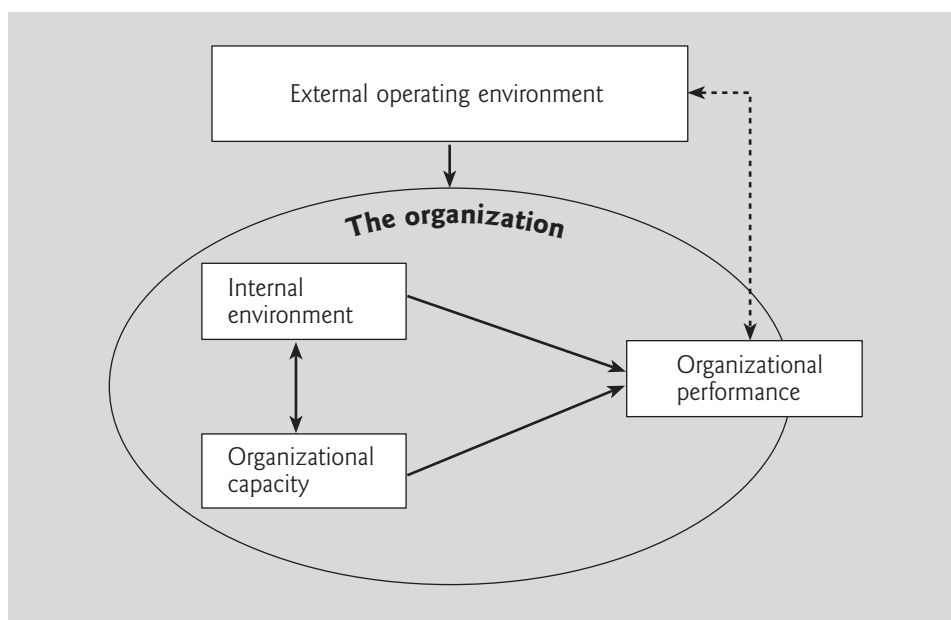 External operating environment
The organization
Internal
environment
Organizational
performance
Organizational
capacity